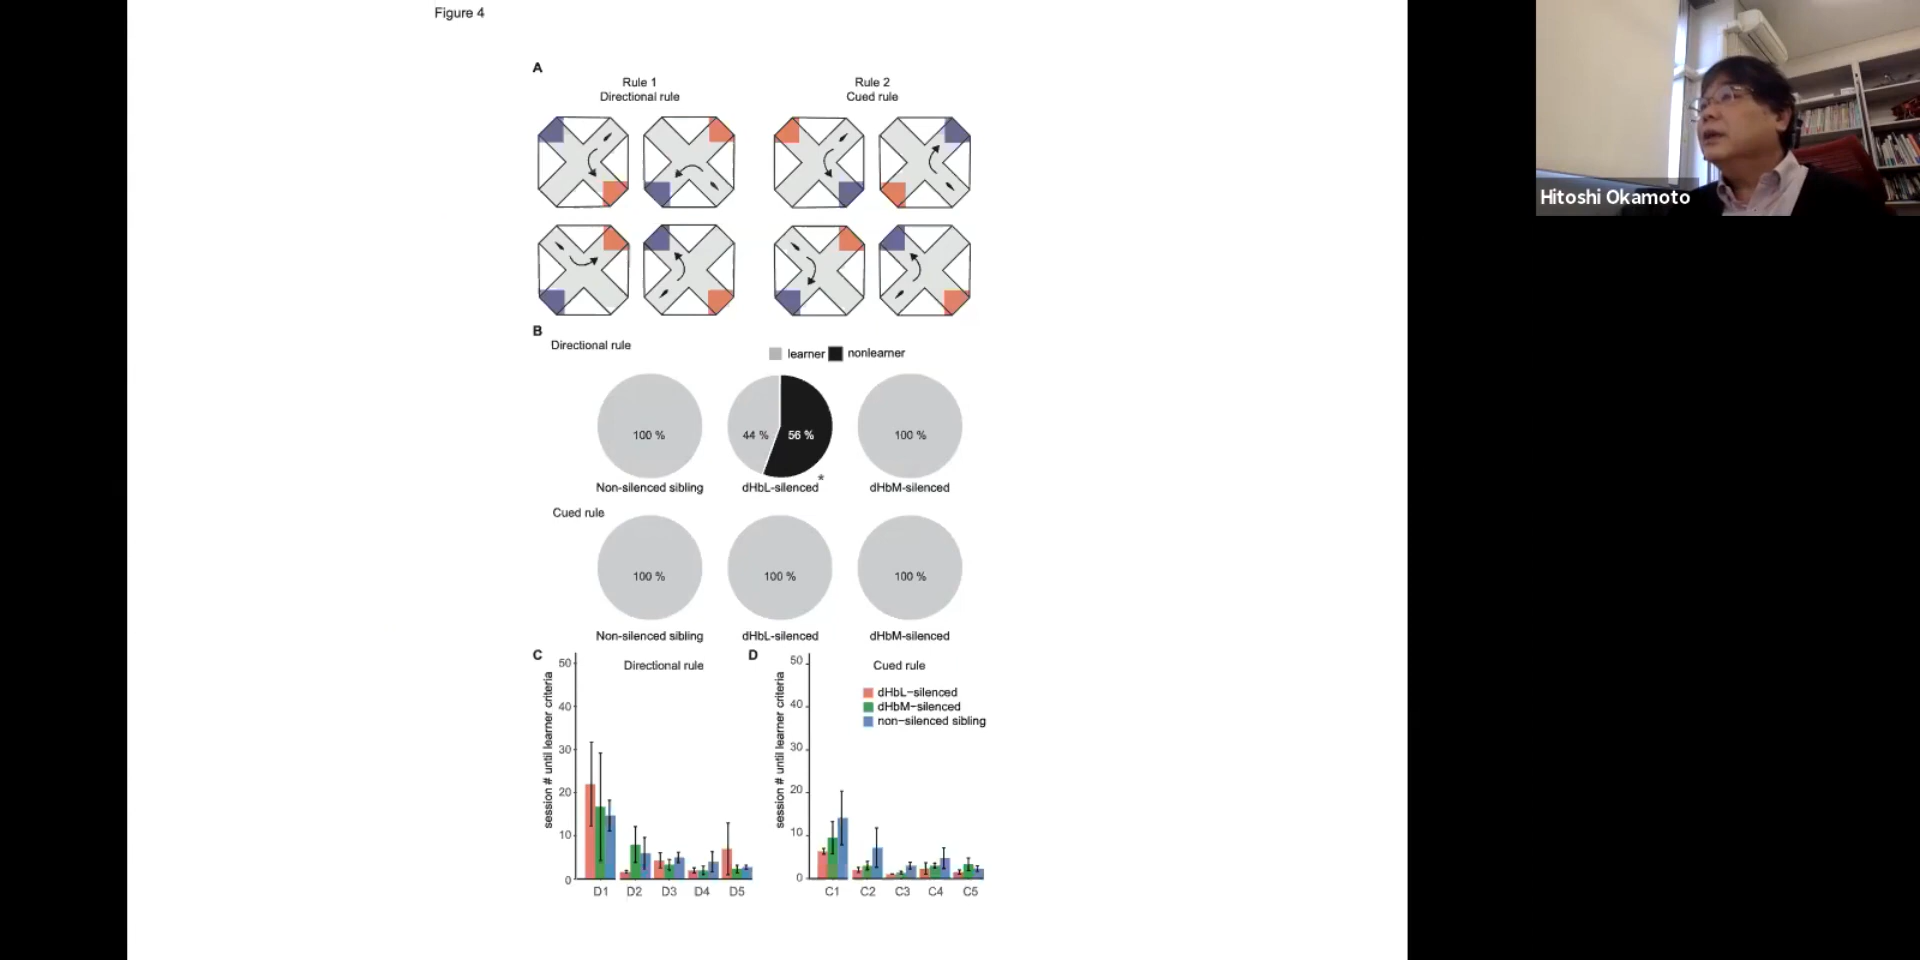 Figure 4
Hitoshi Okamoto
A
Rule 1
Directional rule
Rule 2
Cued rule
B
Directional rule
learner
nonlearner
100 %
44 %
56 %
100 %
Non-silenced sibling
dHbL-silenced*
dHbM-silenced
Cued rule
100 %
100 %
100 %
Non-silenced sibling
dHbL-silenced
dHbM-silenced
C
Directional rule
session # until learner criteria
50
40
30
20
10
0
D1 D2 D3 D4 D5
D
Cued rule
session # until learner criteria
50
40
30
20
10
0
dHbL-silenced
dHbM-silenced
non-silenced sibling
C1 C2 C3 C4 C5